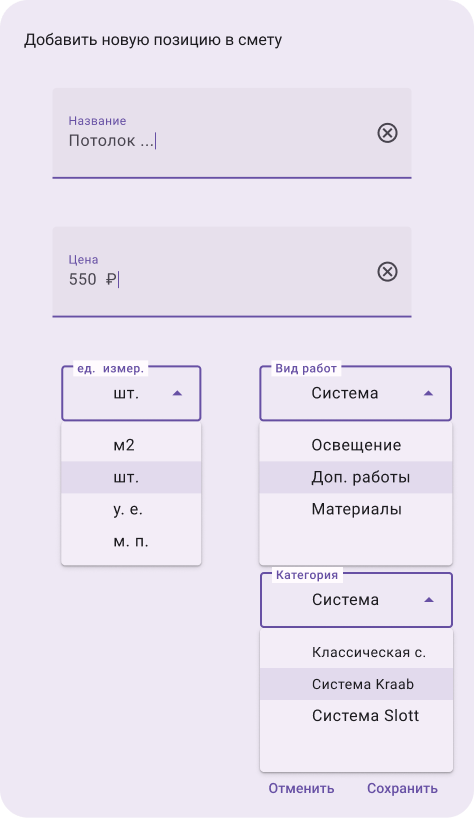 Добавить новую позицию в смету
Название
Потолок ...
Цена
550 ₽
ед. измер.
шт.
м2
шт.
у. е.
м. п.
Вид работ
Система
Освещение
Доп. работы
Материалы
Категория
Система
Классическая с.
Система Kraab
Система Slott
Отменить Сохранить